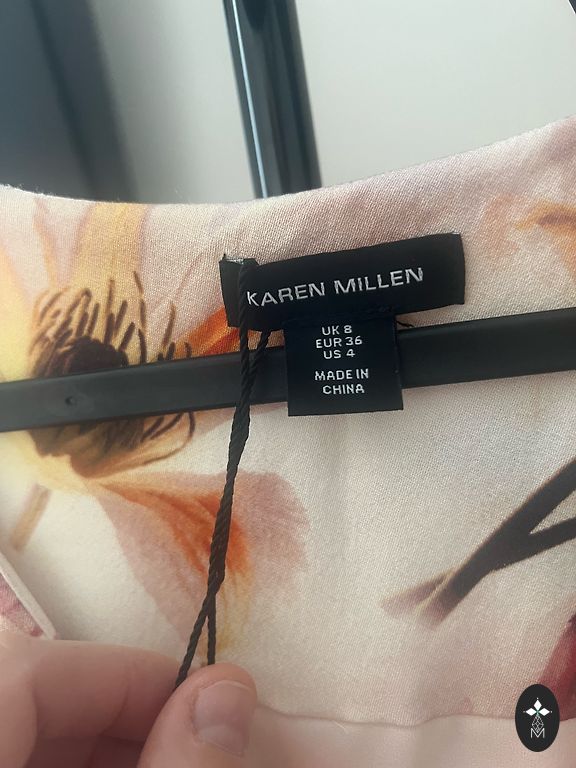 KAREN MILLEN
UK 8
EUR 36
US 4
MADE IN
CHINA
M